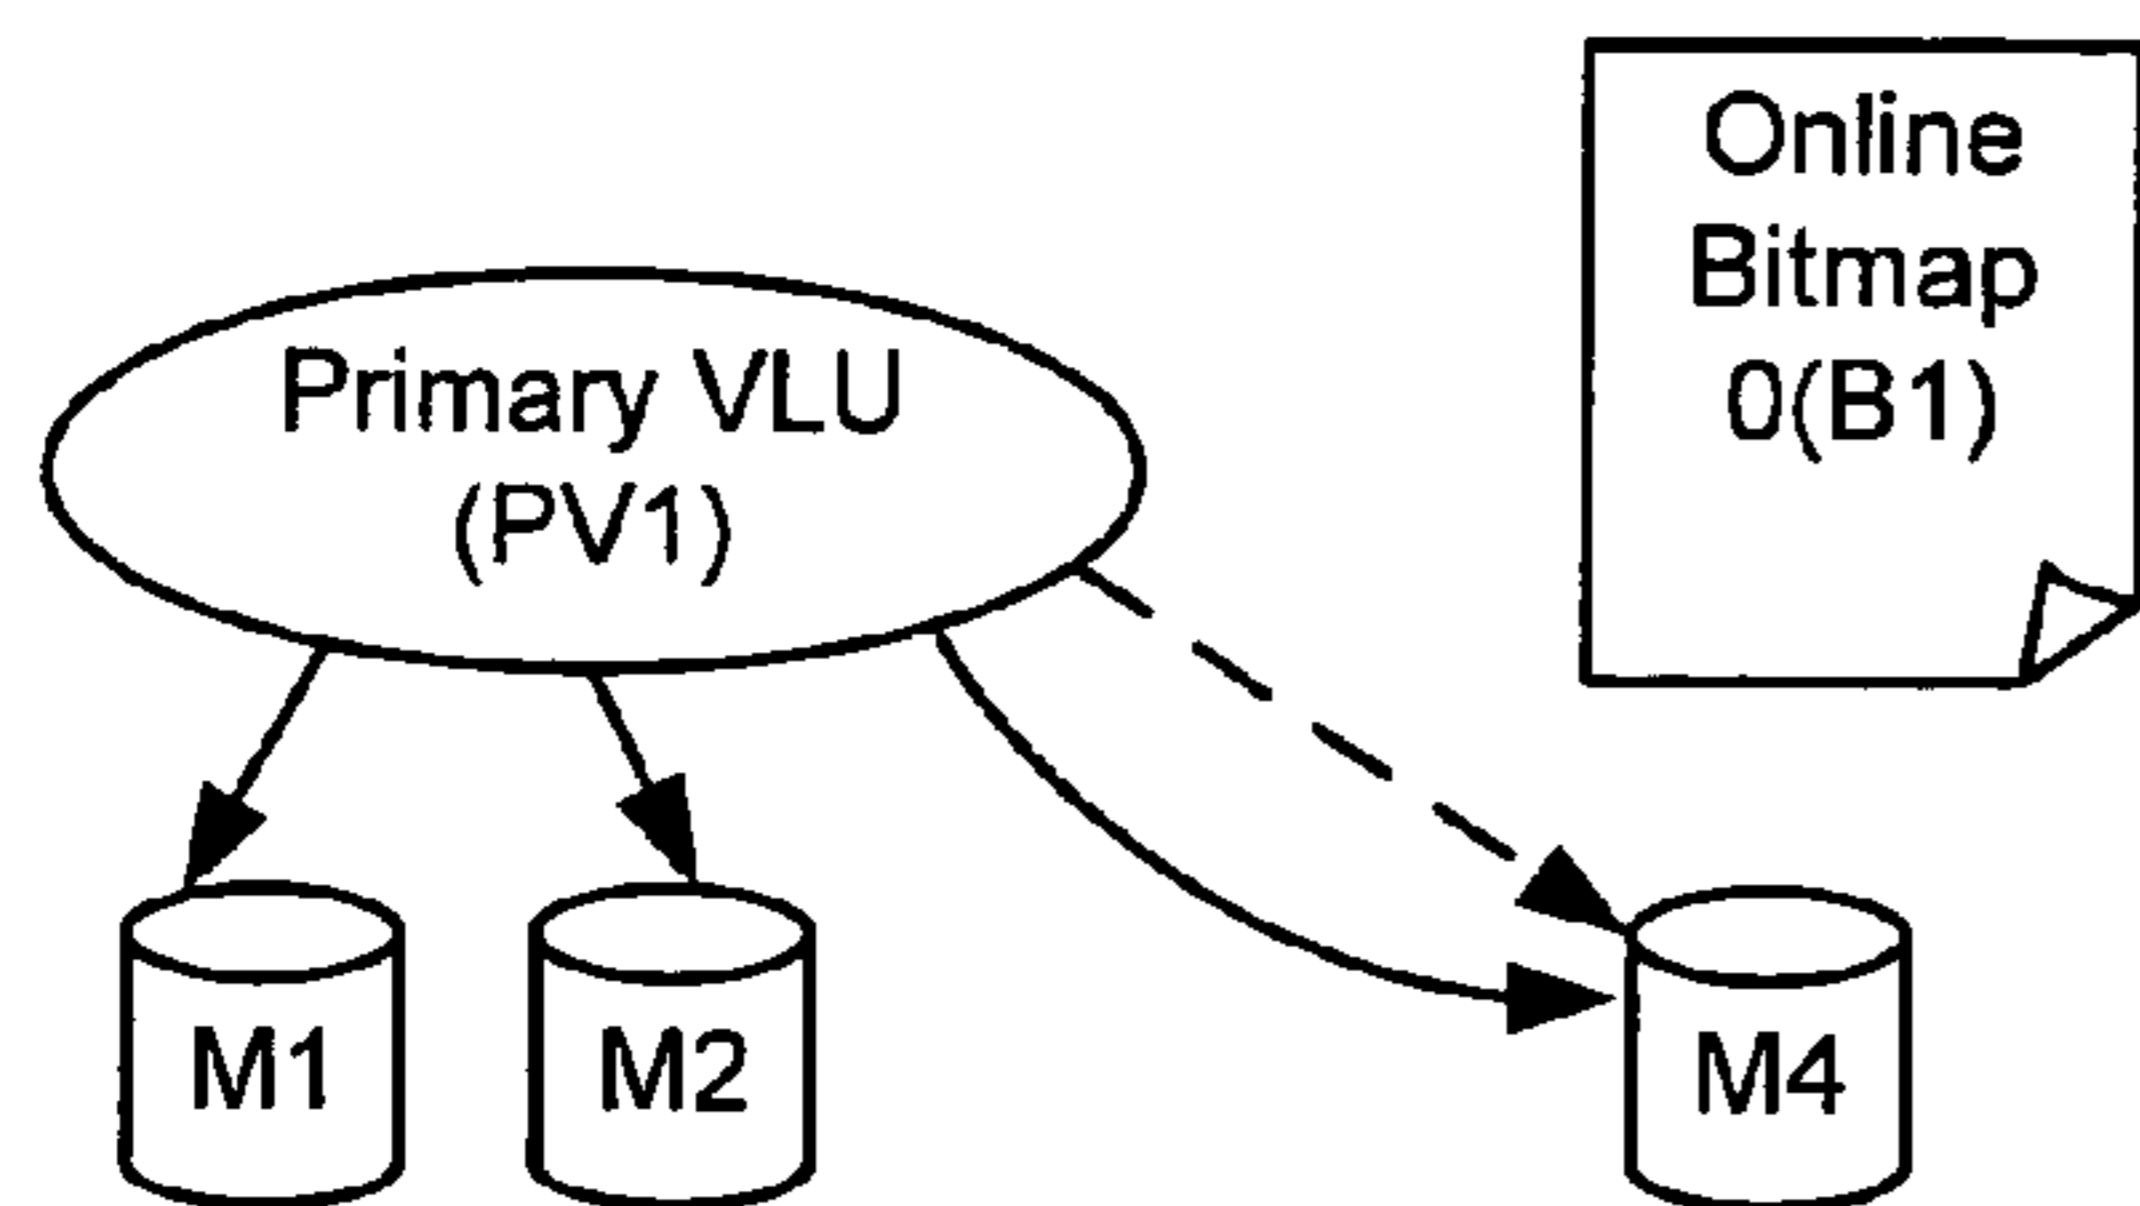 Primary VLU
(PV1)
Online
Bitmap
0(B1)
M1
M2
M4